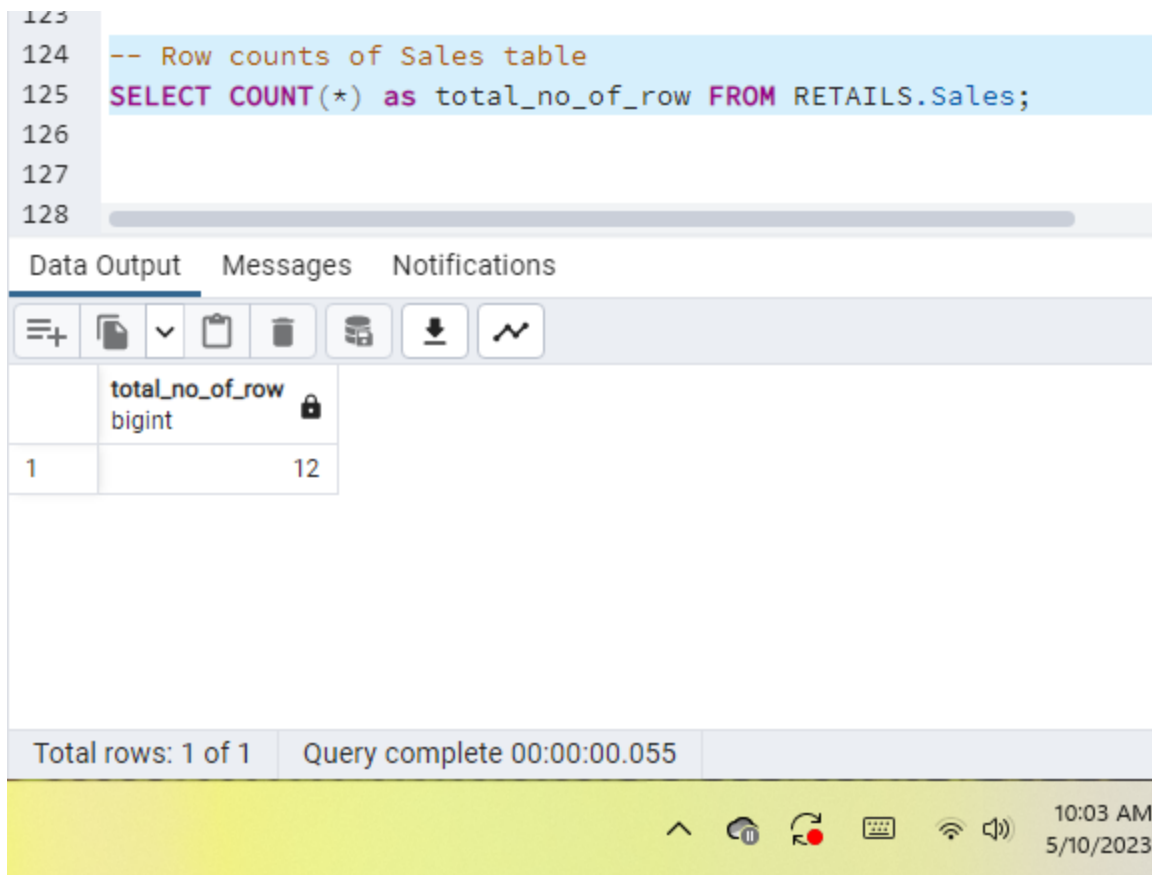 123
124 -- Row counts of Sales table
125 SELECT COUNT(*) as total_no_of_row FROM RETAILS.Sales;
126
127
128
Data Output Messages Notifications
total_no_of_row
bigint
1 12
Total rows: 1 of 1 Query complete 00:00:00.055
10:03 AM
5/10/2023